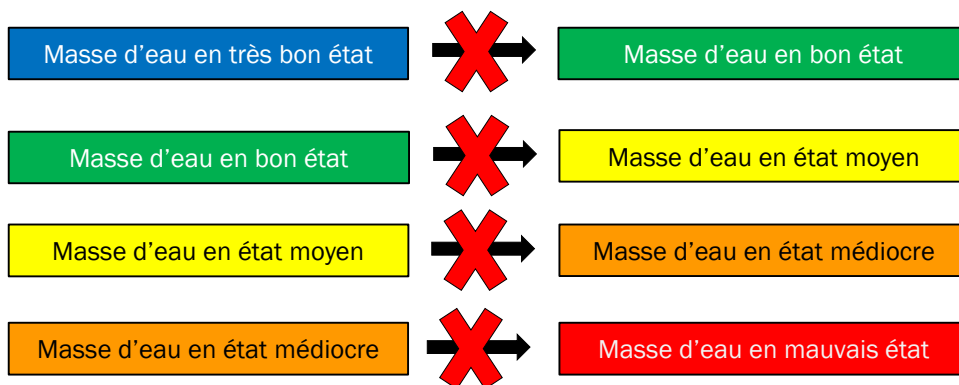 Masse d'eau en très bon état
Masse d'eau en bon état
Masse d'eau en bon état
Masse d'eau en état moyen
Masse d'eau en état moyen
Masse d'eau en état médiocre
Masse d'eau en état médiocre
Masse d'eau en mauvais état